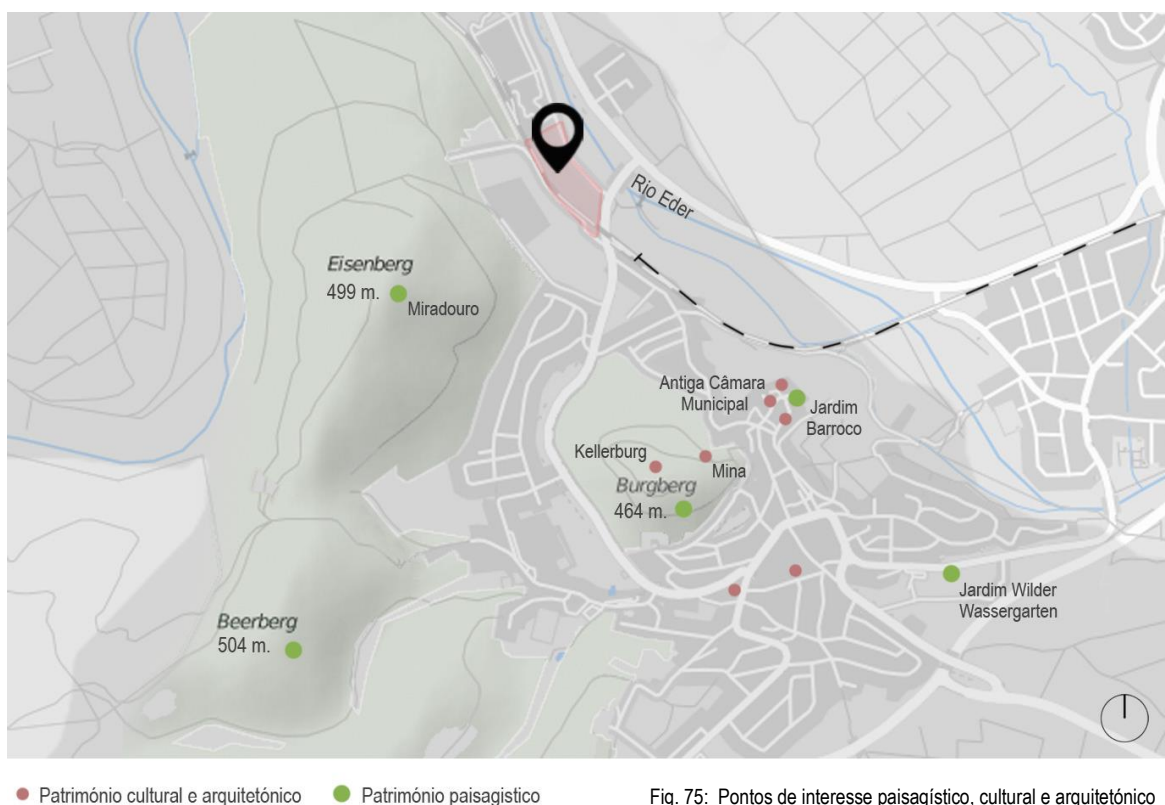 Rio Eder
Eisenberg
499 m.
Miradouro
Antiga Câmara
Municipal
Jardim
Barroco
Kellerburg
Mina
Burgberg
464 m.
Jardim Wilder
Wassergarten
Beerberg
504 m.
Património cultural e arquitetónico
Património paisagistico
Fig. 75: Pontos de interesse paisagístico, cultural e arquitetónico